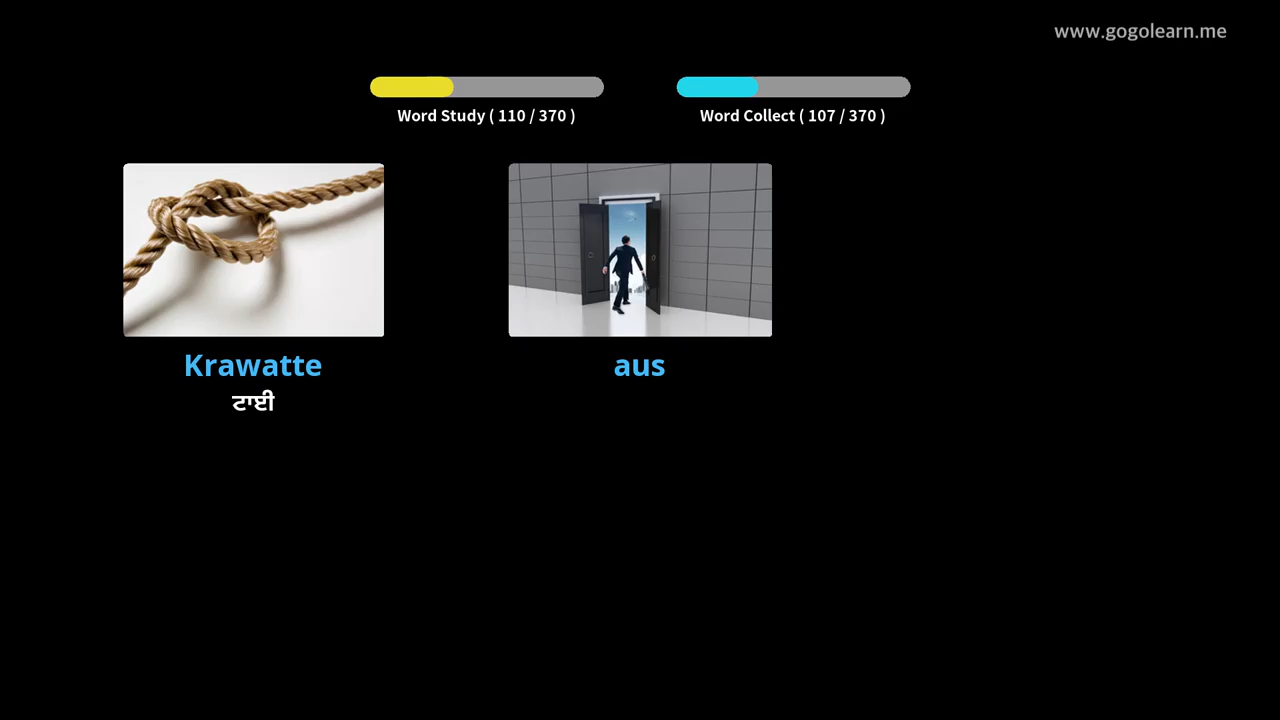 www.gogolearn.me
Word Study ( 110 / 370 )
Word Collect ( 107 / 370 )
Krawatte
ਟਾਈ
aus